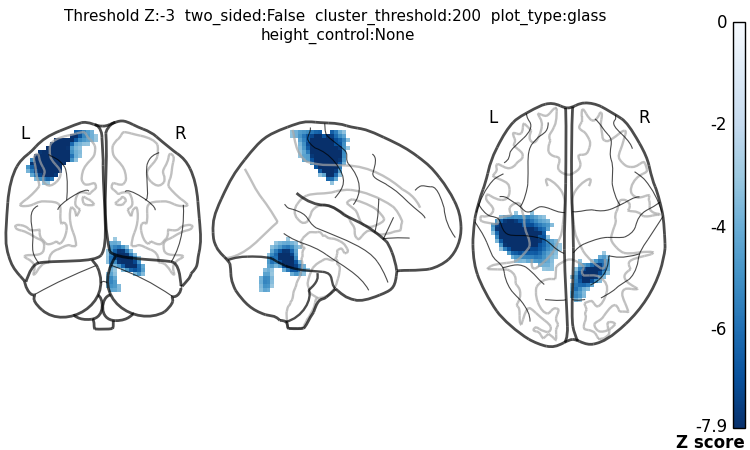 Threshold Z:-3  two_sided:False  cluster_threshold:200  plot_type:glass
height_control:None
L
R
L
R
0
-2
-4
-6
-7.9
Z score